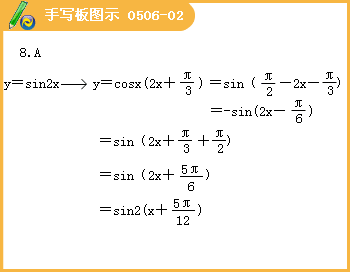 手写板图示 0506-02
8.A
y=sin2x⟶ y=cosx(2x+π/3)=sin(π/2-2x-π/3)
=-sin(2x-π/6)
=sin(2x+π/3+π/2)
=sin(2x+5π/6)
=sin2(x+5π/12)